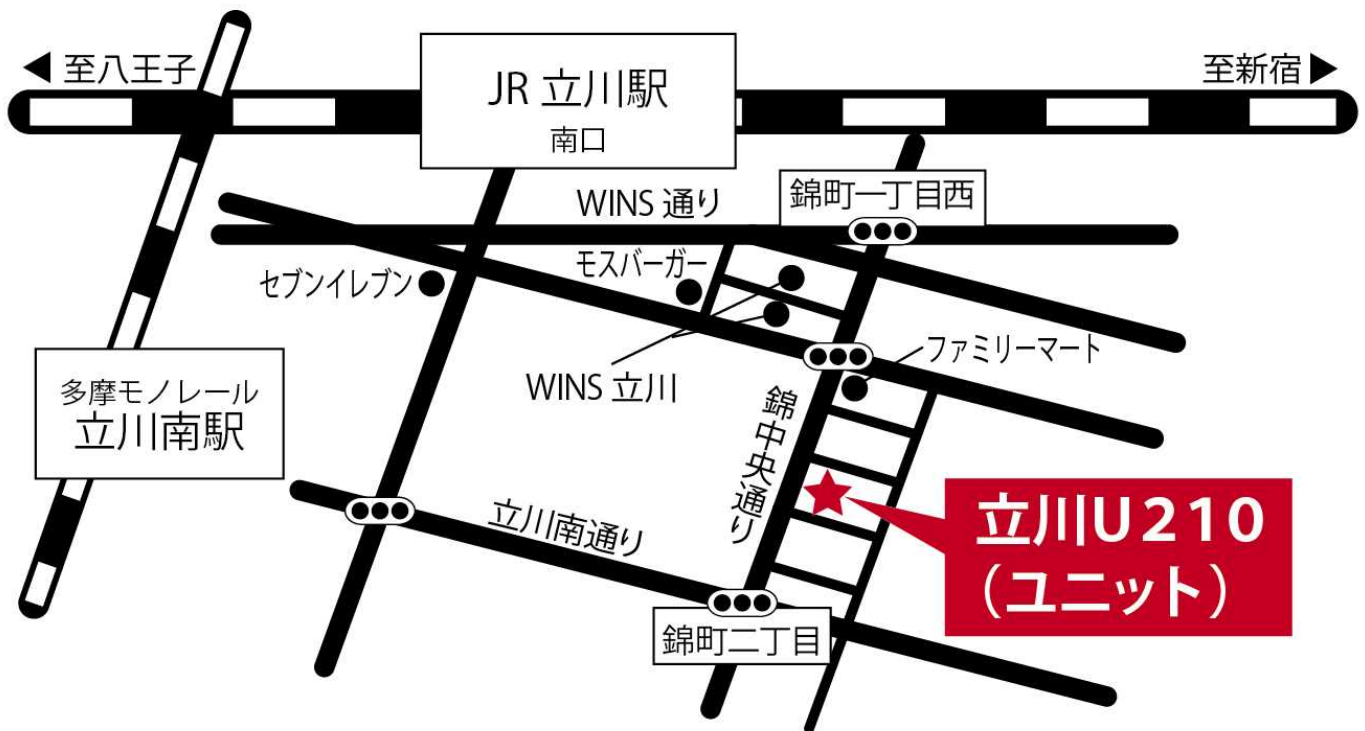 至八王子
至新宿
JR 立川駅
南口
WINS 通り
錦町一丁目西
セブンイレブン
モスバーガー
ファミリーマート
WINS 立川
多摩モノレール
立川南駅
錦中央通り
立川南通り
立川U210
（ユニット）
錦町二丁目